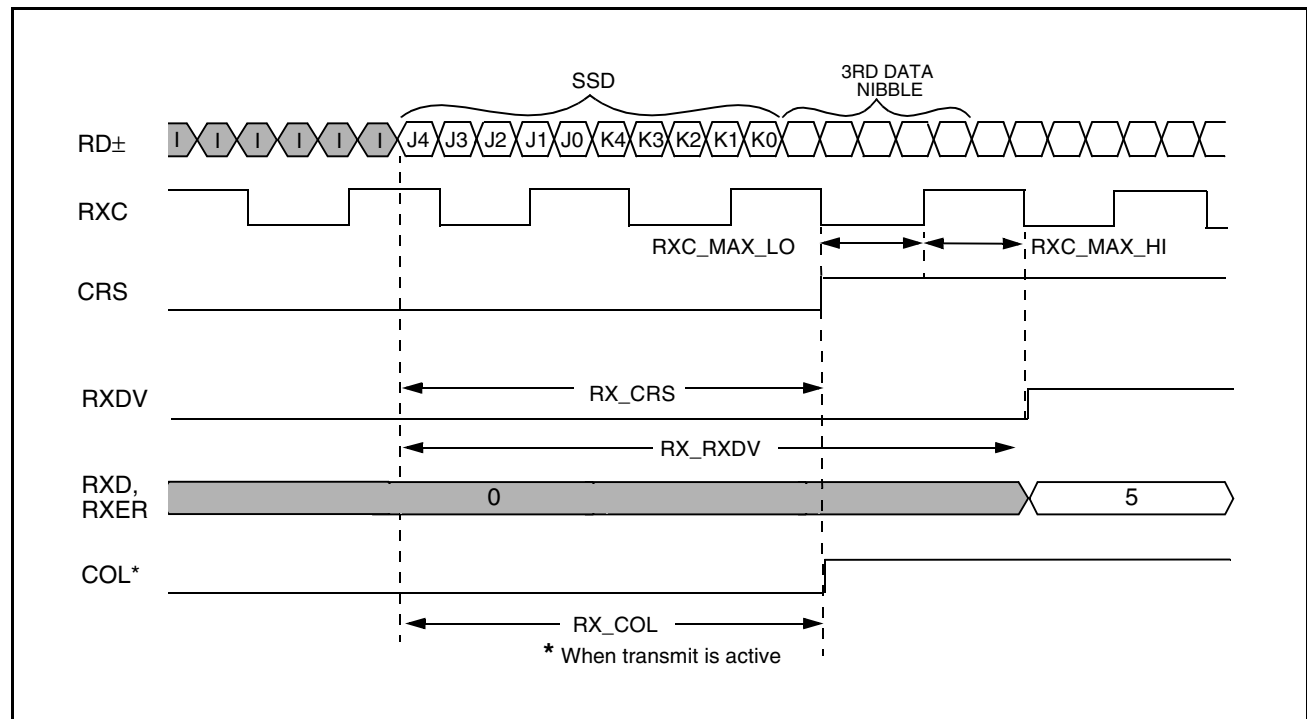 SSD
3RD DATA
NIBBLE
RD±
I I I I I I J4 J3 J2 J1 J0 K4 K3 K2 K1 K0
RXC
RXC_MAX_LO RXC_MAX_HI
CRS
RXDV
RX_CRS
RX_RXDV
RXD,
RXER
0 5
COL*
RX_COL
* When transmit is active